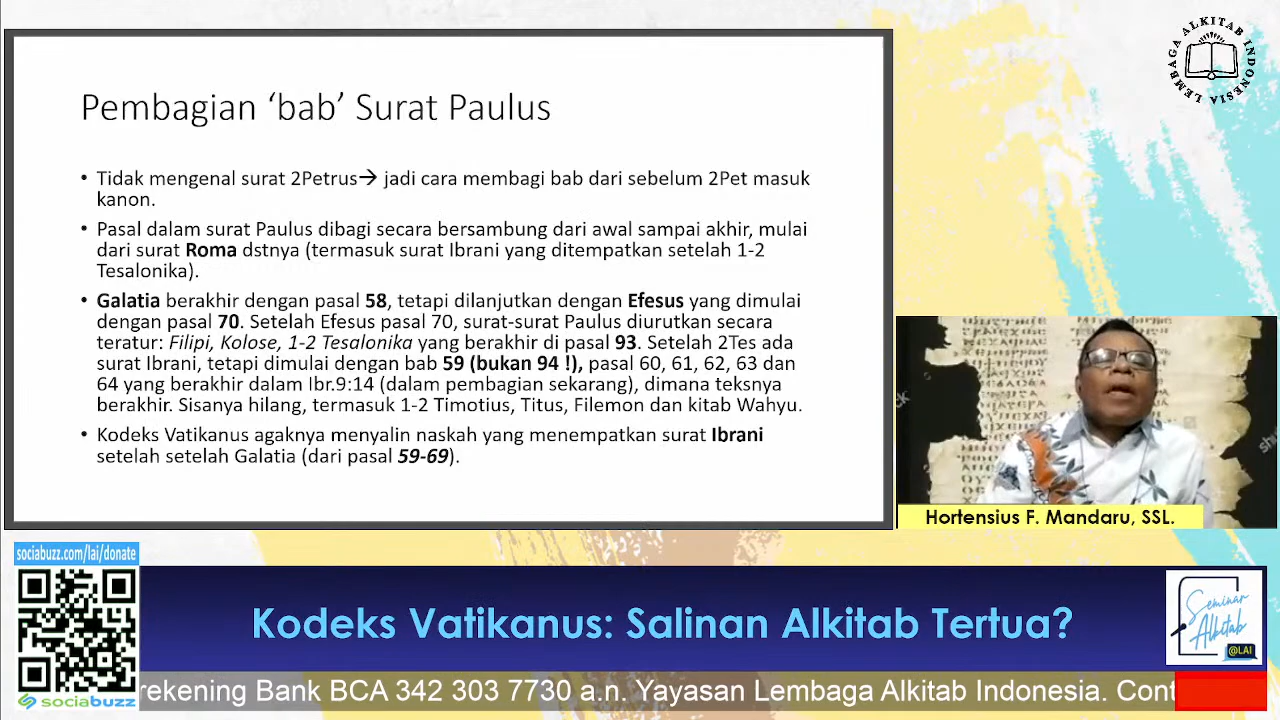 LEMBAGA ALKITAB INDONESIA
Pembagian ‘bab’ Surat Paulus
• Tidak mengenal surat 2Petrus→ jadi cara membagi bab dari sebelum 2Pet masuk
kanon.
• Pasal dalam surat Paulus dibagi secara bersambung dari awal sampai akhir, mulai
dari surat Roma dstnya (termasuk surat Ibrani yang ditempatkan setelah 1-2
Tesalonika).
• Galatia berakhir dengan pasal 58, tetapi dilanjutkan dengan Efesus yang dimulai
dengan pasal 70. Setelah Efesus pasal 70, surat-surat Paulus diurutkan secara
teratur: Filipi, Kolose, 1-2 Tesalonika yang berakhir di pasal 93. Setelah 2Tes ada
surat Ibrani, tetapi dimulai dengan bab 59 (bukan 94 !), pasal 60, 61, 62, 63 dan
64 yang berakhir dalam Ibr.9:14 (dalam pembagian sekarang), dimana teksnya
berakhir. Sisanya hilang, termasuk 1-2 Timotius, Titus, Filemon dan kitab Wahyu.
• Kodeks Vatikanus agaknya menyalin naskah yang menempatkan surat Ibrani
setelah setelah Galatia (dari pasal 59-69).
Hortensius F. Mandaru, SSL.
sociabuzz.com/lai/donate
Kodeks Vatikanus: Salinan Alkitab Tertua?
Seminar
Alkitab
@LAI
sociabuzz
rekening Bank BCA 342 303 7730 a.n. Yayasan Lembaga Alkitab Indonesia. Cont